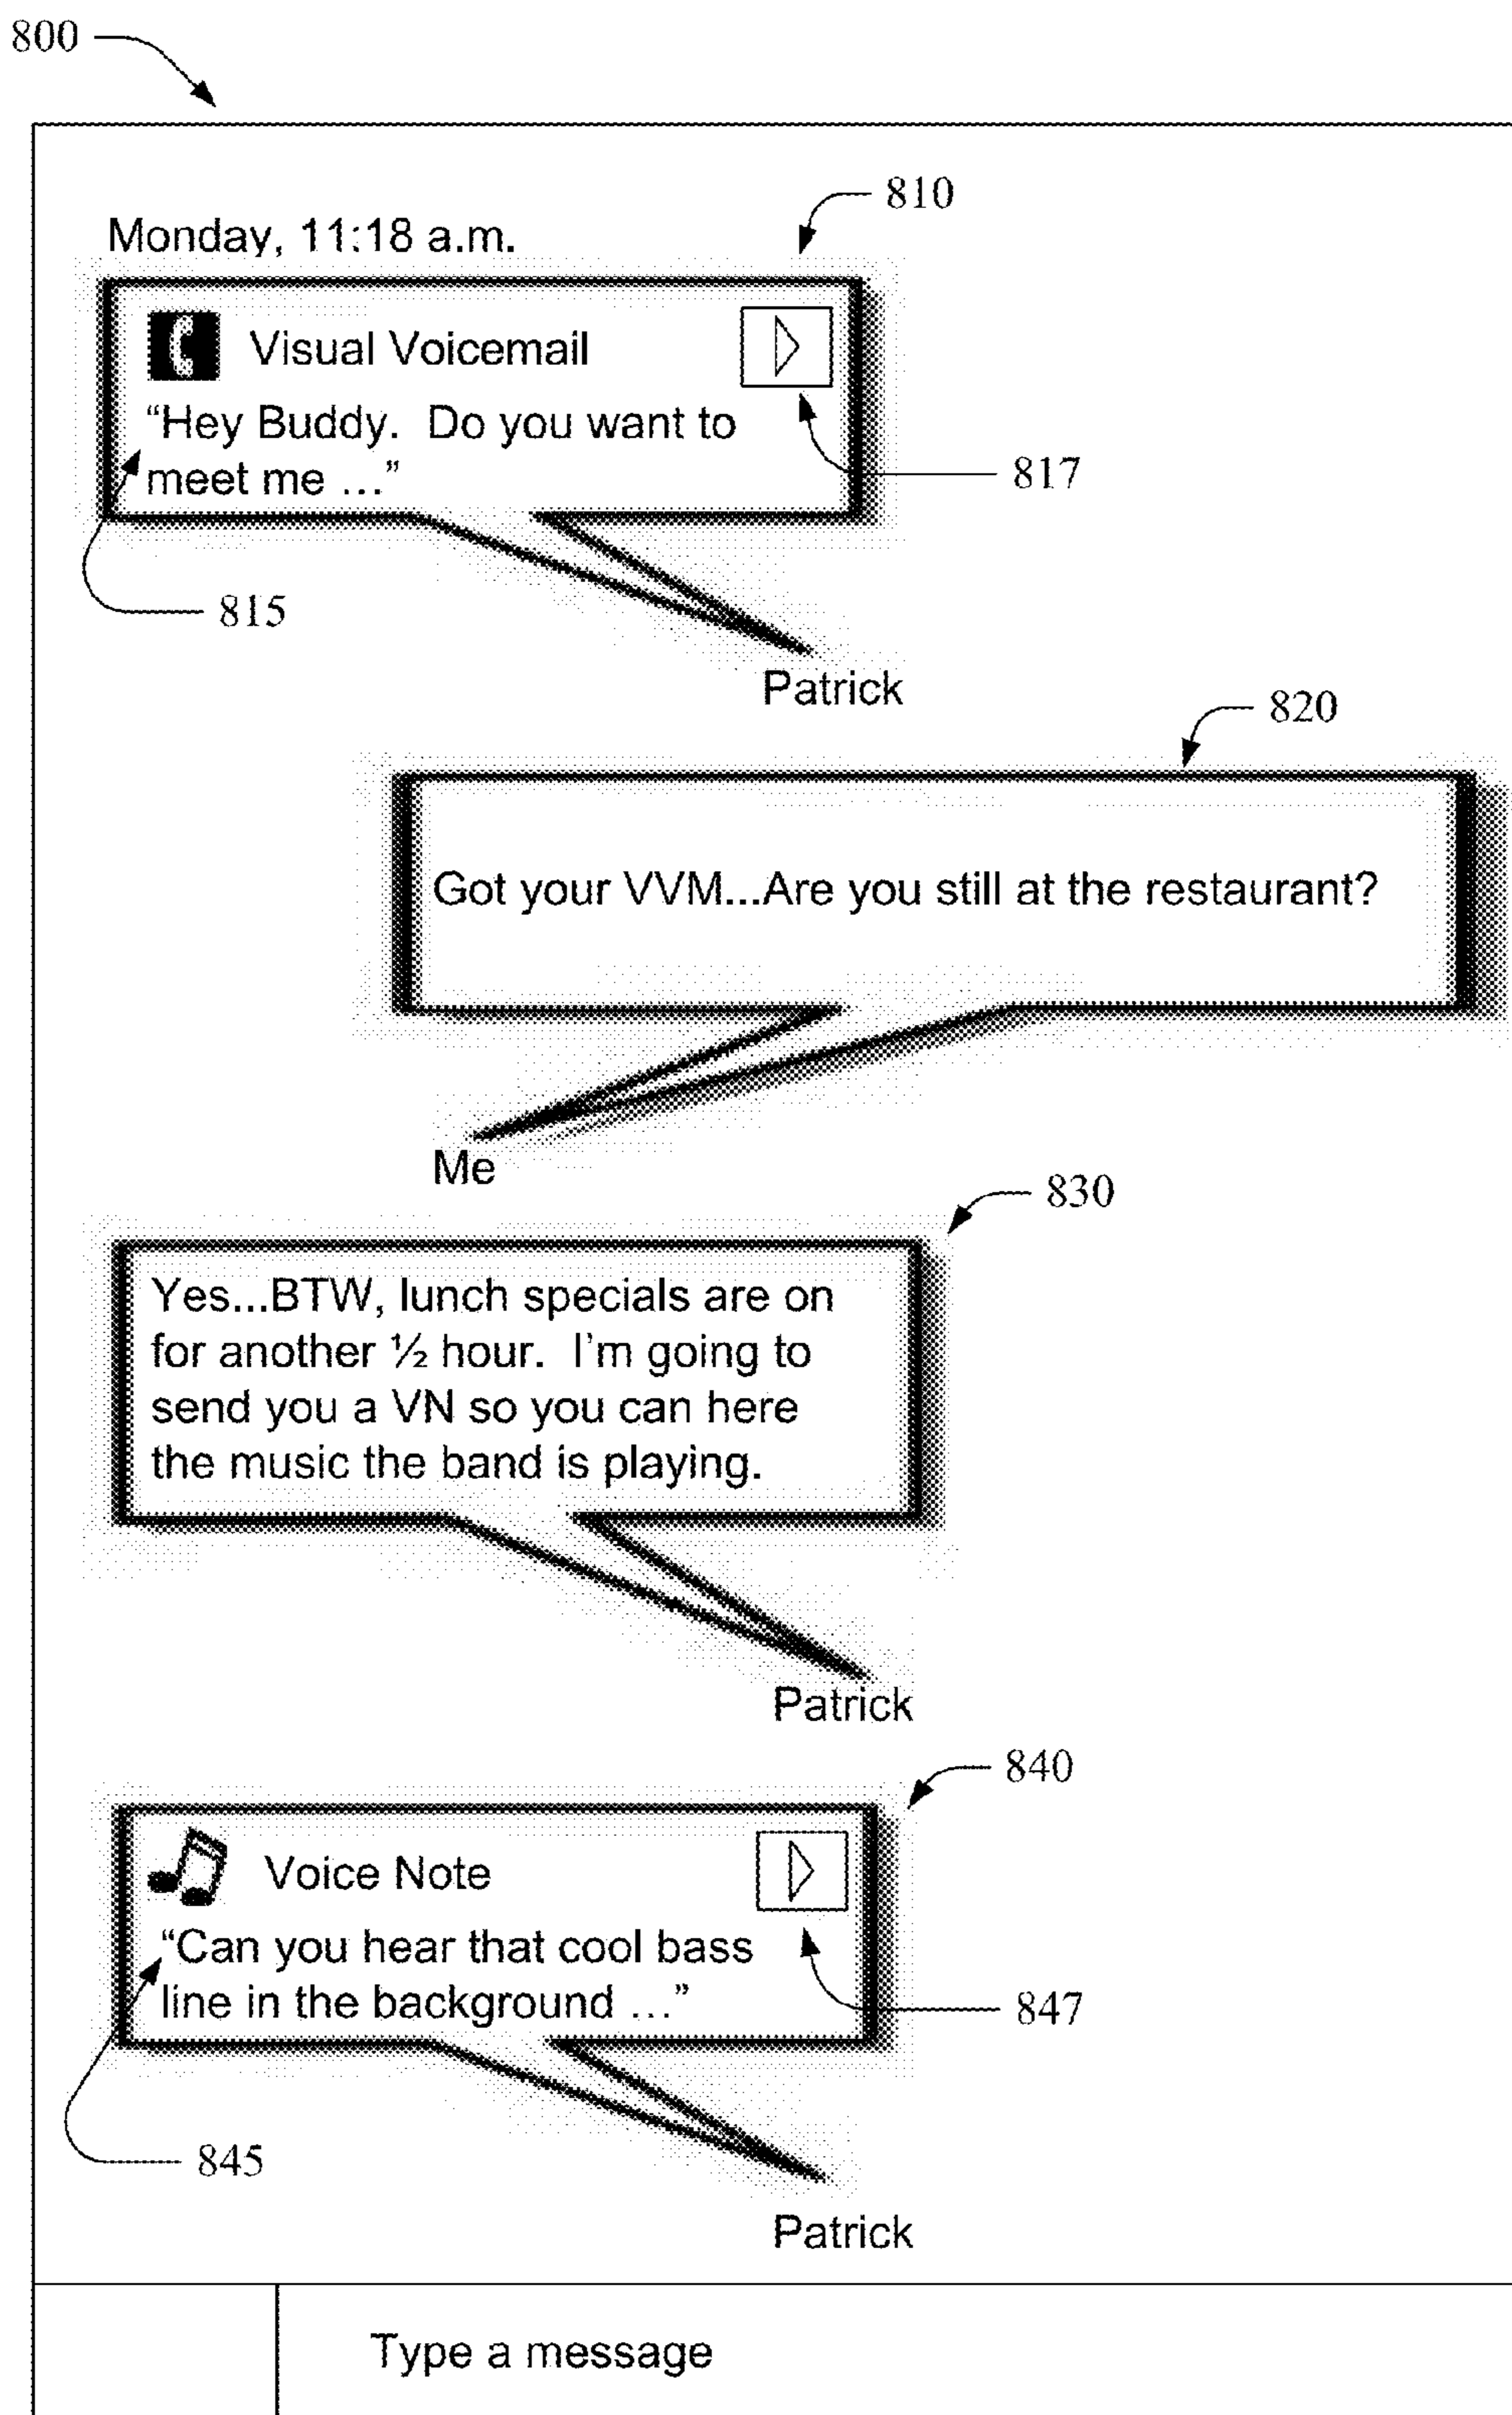 800
810
Monday, 11:18 a.m.
Visual Voicemail
“Hey Buddy.  Do you want to
meet me ...”
817
815
Patrick
820
Got your VVM...Are you still at the restaurant?
Me
830
Yes...BTW, lunch specials are on
for another ½ hour.  I'm going to
send you a VN so you can here
the music the band is playing.
Patrick
840
Voice Note
“Can you hear that cool bass
line in the background ...”
847
845
Patrick
Type a message